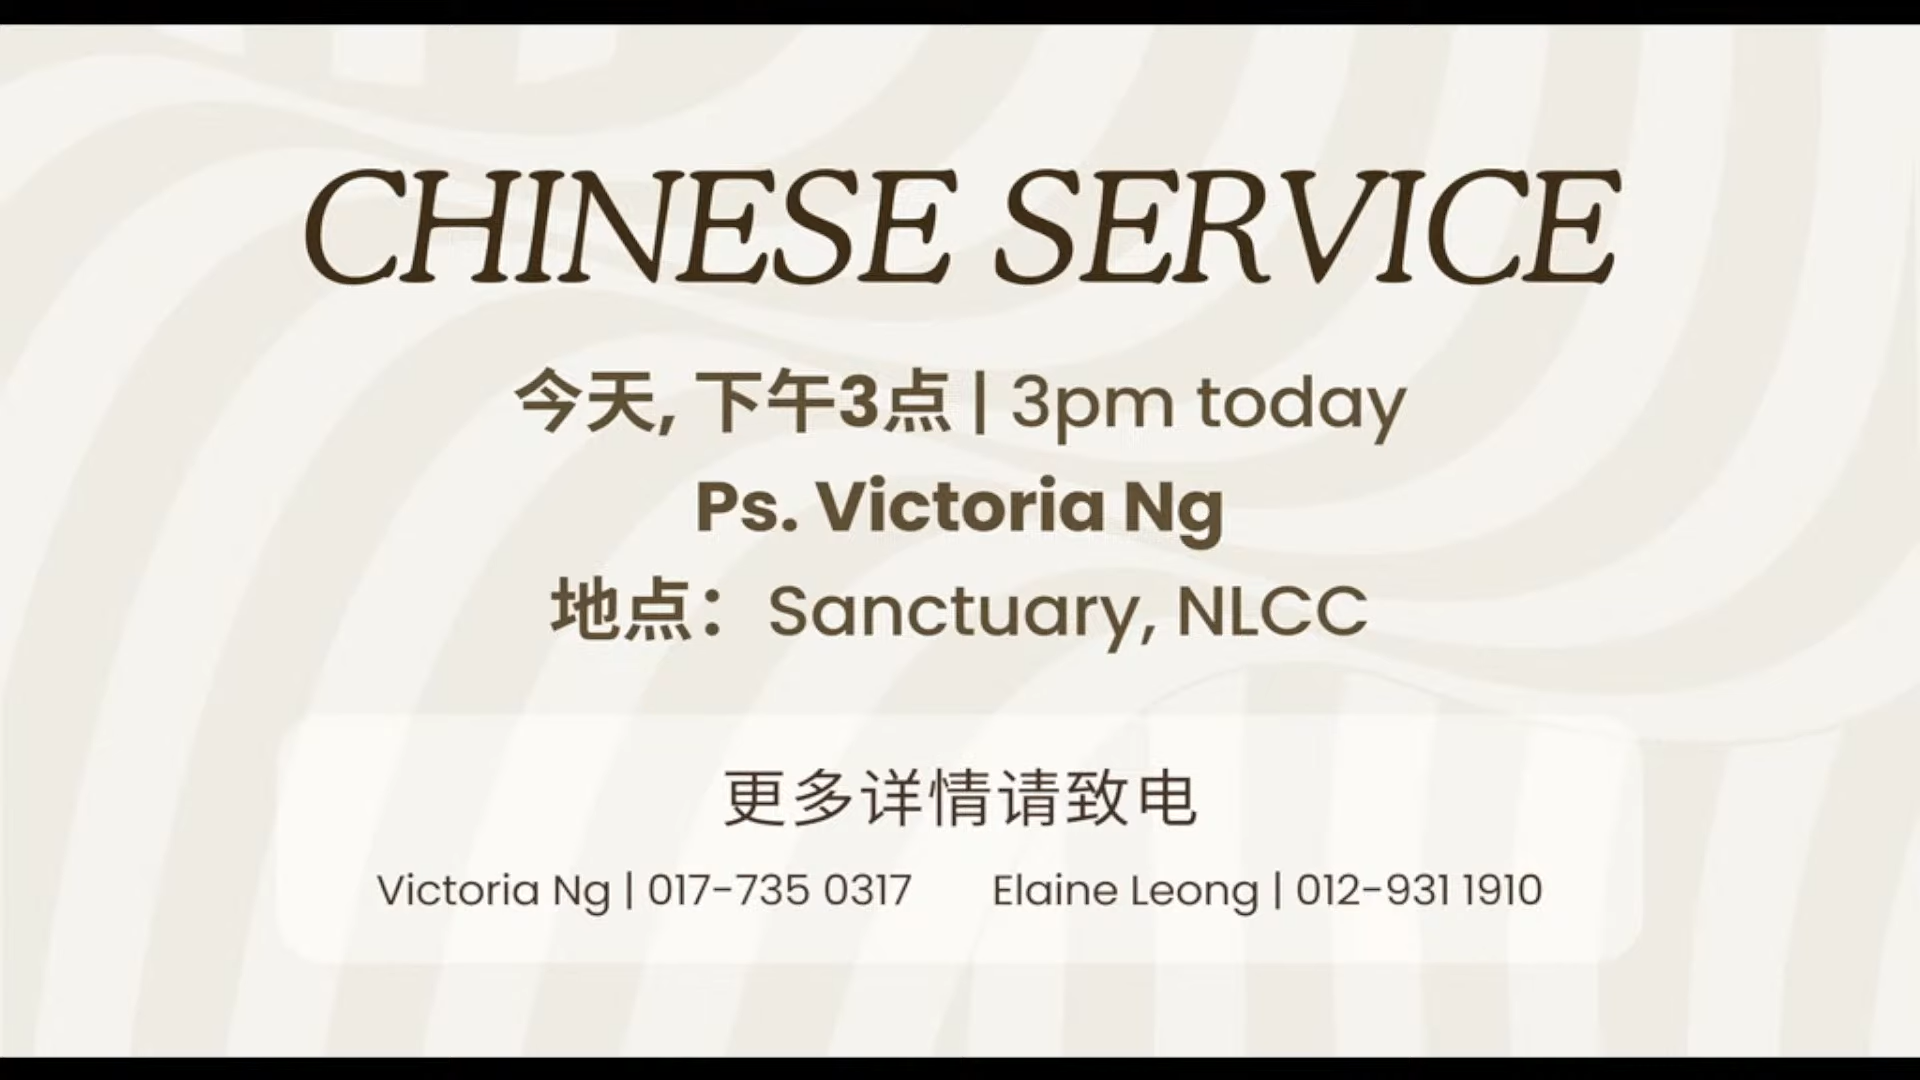 CHINESE SERVICE
今天, 下午3点 | 3pm today
Ps. Victoria Ng
地点：Sanctuary, NLCC
更多详情请致电
Victoria Ng | 017-735 0317 Elaine Leong | 012-931 1910